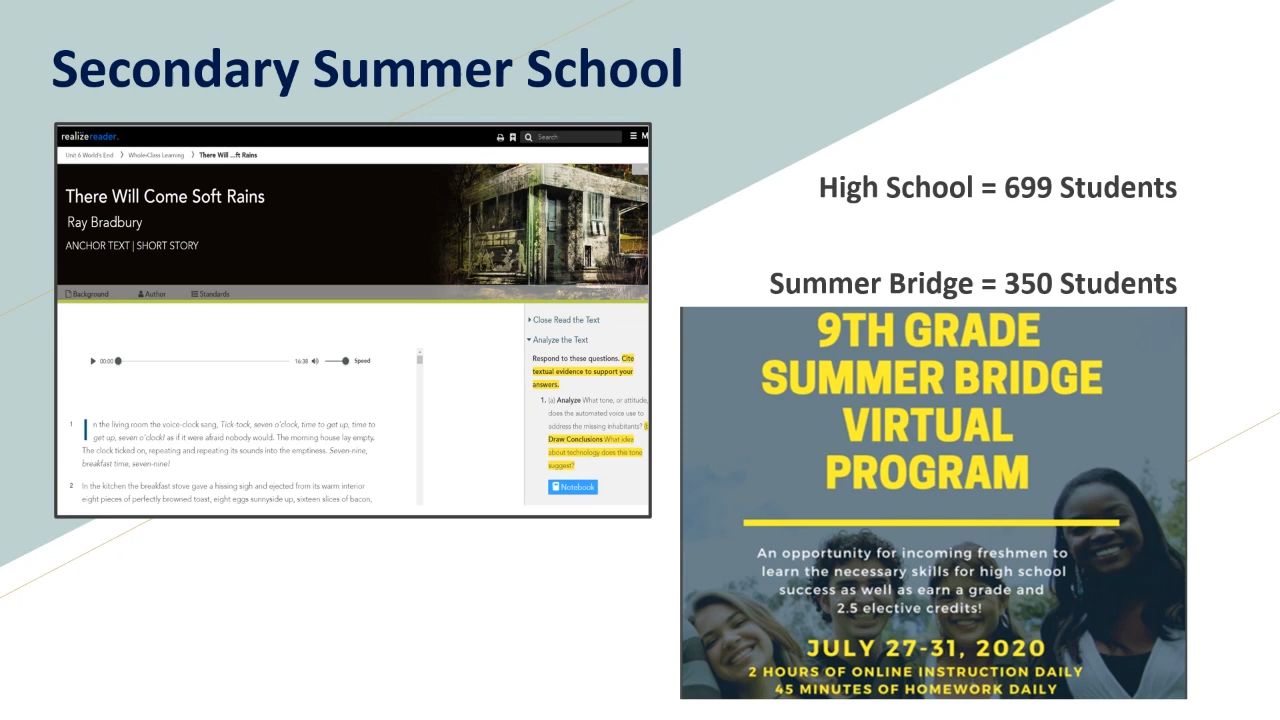 Secondary Summer School
realizereader.
Search
M
Unit 6 World's End
Whole-Class Learning
There Will ...ft Rains
There Will Come Soft Rains
Ray Bradbury
ANCHOR TEXT | SHORT STORY
Background
Author
Standards
00:00
16:38
Speed
1
In the living room the voice-clock sang, Tick-tock, seven o'clock, time to get up, time to
get up, seven o'clock! as if it were afraid nobody would. The morning house lay empty.
The clock ticked on, repeating and repeating its sounds into the emptiness. Seven-nine,
breakfast time, seven-nine!
2
In the kitchen the breakfast stove gave a hissing sigh and ejected from its warm interior
eight pieces of perfectly browned toast, eight eggs sunnyside up, sixteen slices of bacon,
Close Read the Text
Analyze the Text
Respond to these questions. Cite
textual evidence to support your
answers.
1. (a) Analyze What tone, or attitude,
does the automated voice use to
address the missing inhabitants?
Draw Conclusions What idea
about technology does this tone
suggest?
Notebook
High School = 699 Students
Summer Bridge = 350 Students
9TH GRADE
SUMMER BRIDGE
VIRTUAL
PROGRAM
An opportunity for incoming freshmen to
learn the necessary skills for high school
success as well as earn a grade and
2.5 elective credits!
JULY 27-31, 2020
2 HOURS OF ONLINE INSTRUCTION DAILY
45 MINUTES OF HOMEWORK DAILY